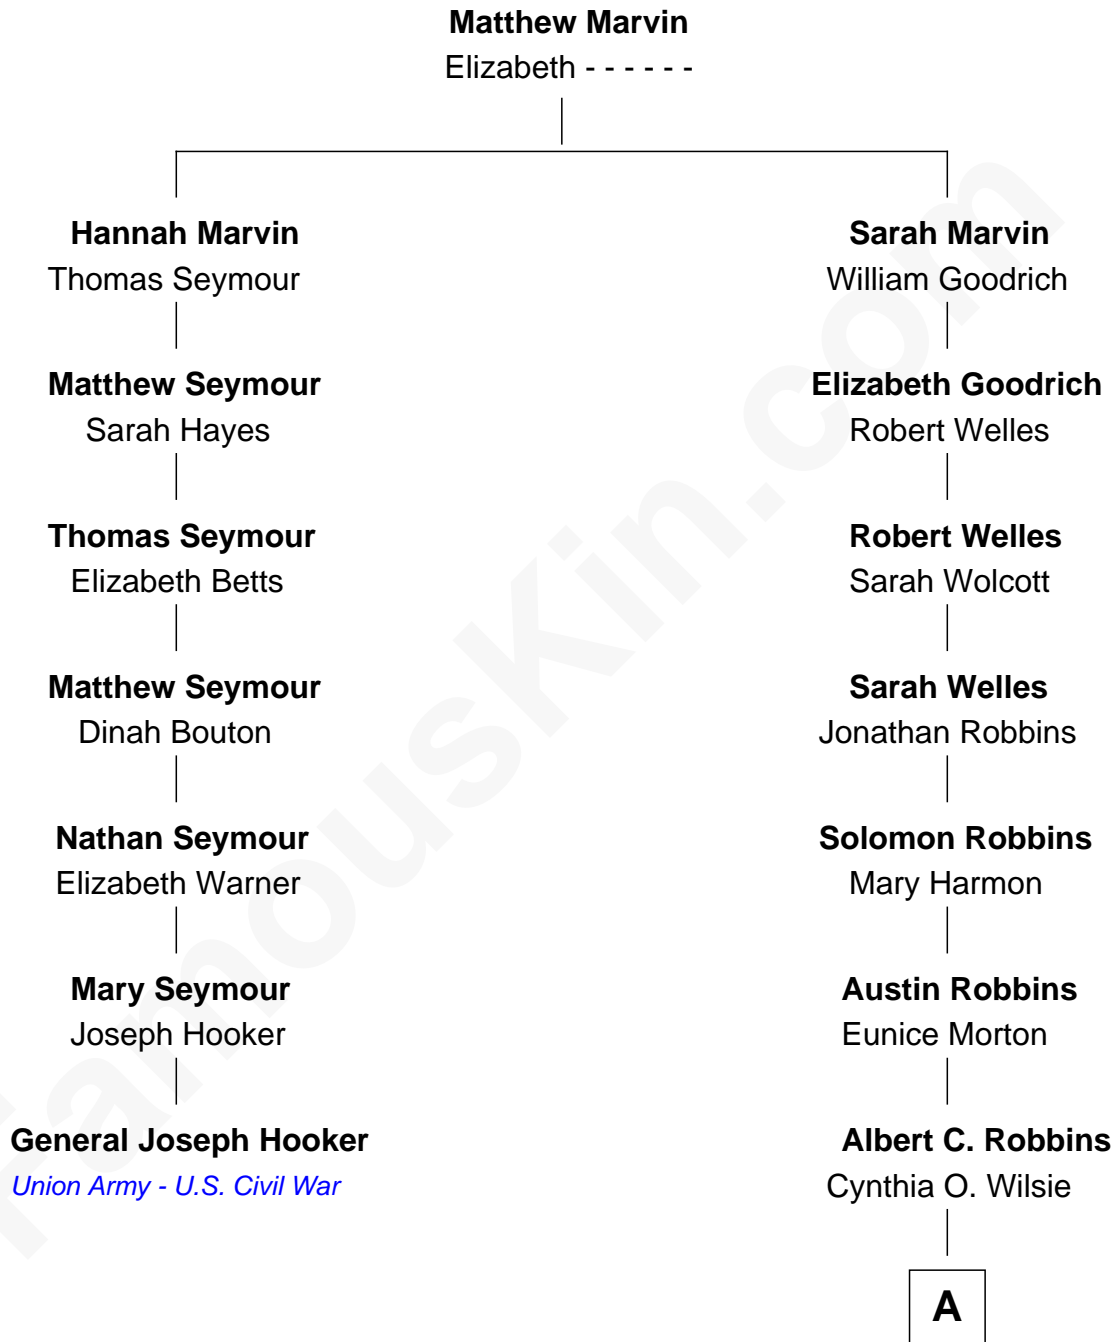 Matthew Marvin
Elizabeth - - - - - -
Hannah Marvin
Thomas Seymour
Matthew Seymour
Sarah Hayes
Thomas Seymour
Elizabeth Betts
Matthew Seymour
Dinah Bouton
Nathan Seymour
Elizabeth Warner
Mary Seymour
Joseph Hooker
General Joseph Hooker
Union Army - U.S. Civil War
Sarah Marvin
William Goodrich
Elizabeth Goodrich
Robert Welles
Robert Welles
Sarah Wolcott
Sarah Welles
Jonathan Robbins
Solomon Robbins
Mary Harmon
Austin Robbins
Eunice Morton
Albert C. Robbins
Cynthia O. Wilsie
A
FamousKin.com